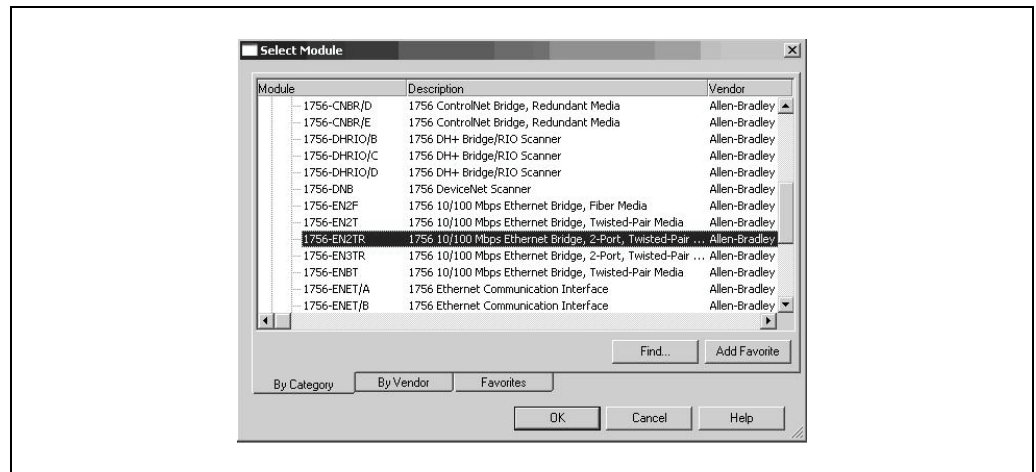 Select Module
Module Description Vendor
1756-CNBR/D 1756 ControlNet Bridge, Redundant Media Allen-Bradley
1756-CNBR/E 1756 ControlNet Bridge, Redundant Media Allen-Bradley
1756-DHRIO/B 1756 DH+ Bridge/RIO Scanner Allen-Bradley
1756-DHRIO/C 1756 DH+ Bridge/RIO Scanner Allen-Bradley
1756-DHRIO/D 1756 DH+ Bridge/RIO Scanner Allen-Bradley
1756-DNB 1756 DeviceNet Scanner Allen-Bradley
1756-EN2F 1756 10/100 Mbps Ethernet Bridge, Fiber Media Allen-Bradley
1756-EN2T 1756 10/100 Mbps Ethernet Bridge, Twisted-Pair Media Allen-Bradley
1756-EN2TR 1756 10/100 Mbps Ethernet Bridge, 2-Port, Twisted-Pair ... Allen-Bradley
1756-EN3TR 1756 10/100 Mbps Ethernet Bridge, 2-Port, Twisted-Pair ... Allen-Bradley
1756-ENBT 1756 10/100 Mbps Ethernet Bridge, Twisted-Pair Media Allen-Bradley
1756-ENET/A 1756 Ethernet Communication Interface Allen-Bradley
1756-ENET/B 1756 Ethernet Communication Interface Allen-Bradley
Find... Add Favorite
By Category By Vendor Favorites
OK Cancel Help